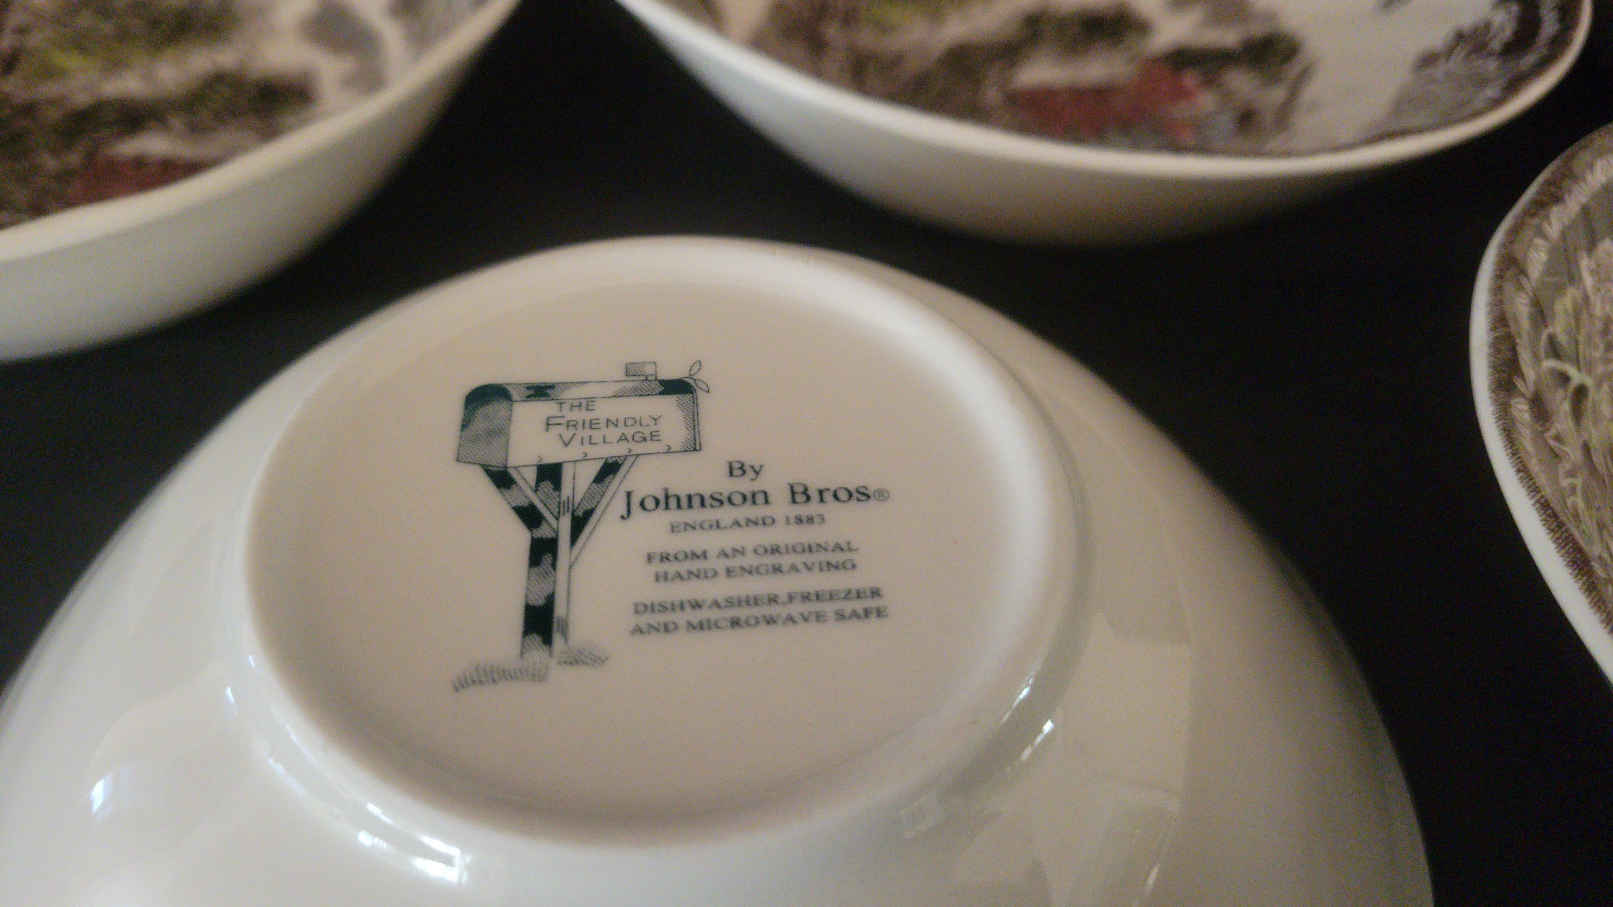 THE
FRIENDLY
VILLAGE
By
Johnson Bros®
ENGLAND 1883
FROM AN ORIGINAL
HAND ENGRAVING
DISHWASHER,FREEZER
AND MICROWAVE SAFE